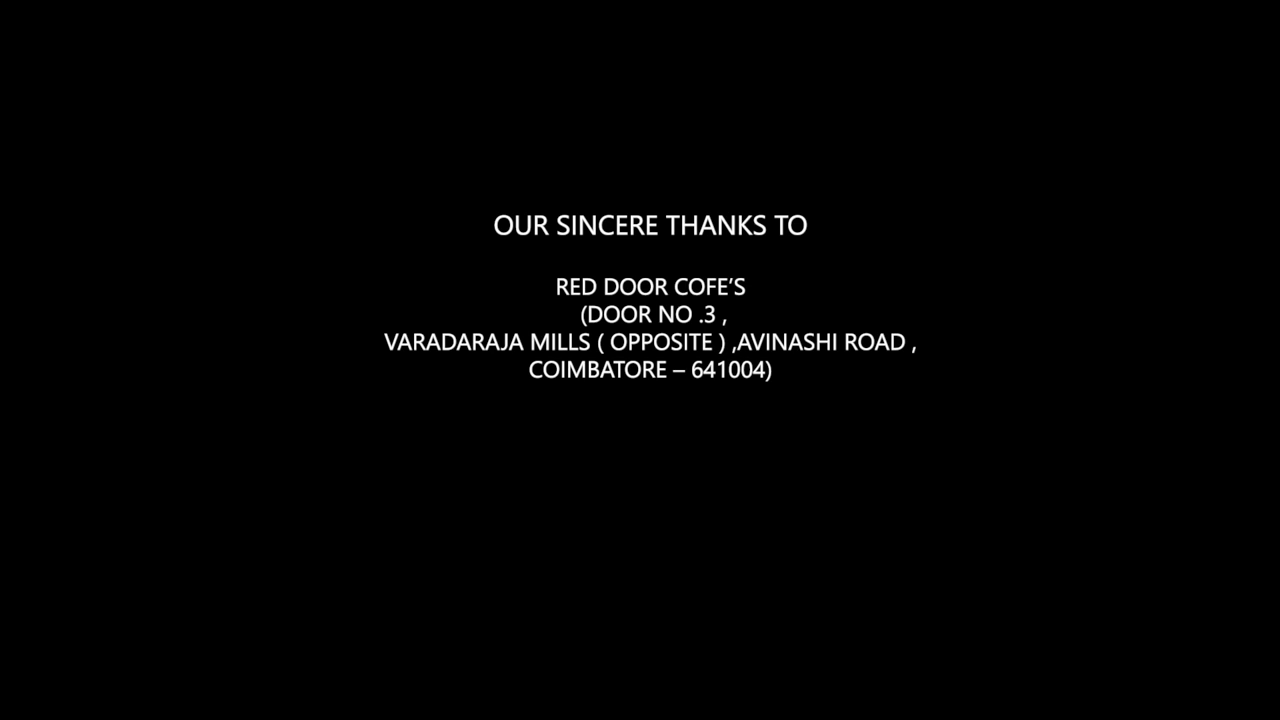 OUR SINCERE THANKS TO
RED DOOR COFE’S
(DOOR NO .3 ,
VARADARAJA MILLS ( OPPOSITE ) ,AVINASHI ROAD ,
COIMBATORE – 641004)